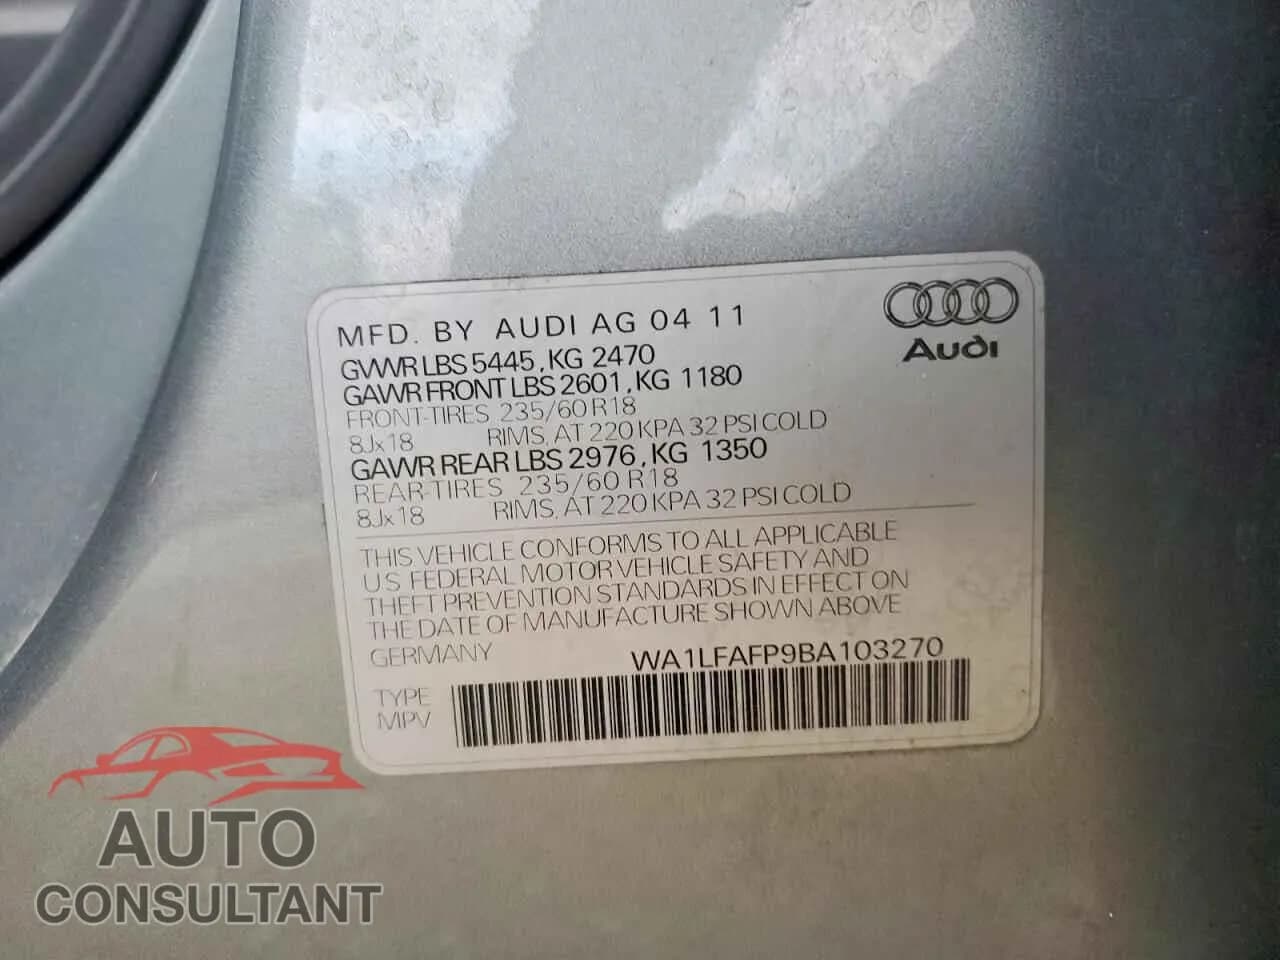 MFD. BY AUDI AG 04 11
GVWR LBS 5445, KG 2470
GAWR FRONT LBS 2601, KG 1180
FRONT-TIRES 235/60 R18
8Jx18 RIMS, AT 220 KPA 32 PSI COLD
GAWR REAR LBS 2976, KG 1350
REAR-TIRES 235/60 R18
8Jx18 RIMS, AT 220 KPA 32 PSI COLD
Audi
THIS VEHICLE CONFORMS TO ALL APPLICABLE
U S FEDERAL MOTOR VEHICLE SAFETY AND
THEFT PREVENTION STANDARDS IN EFFECT ON
THE DATE OF MANUFACTURE SHOWN ABOVE
GERMANY WA1LFAFP9BA103270
TYPE
MPV
AUTO
CONSULTANT